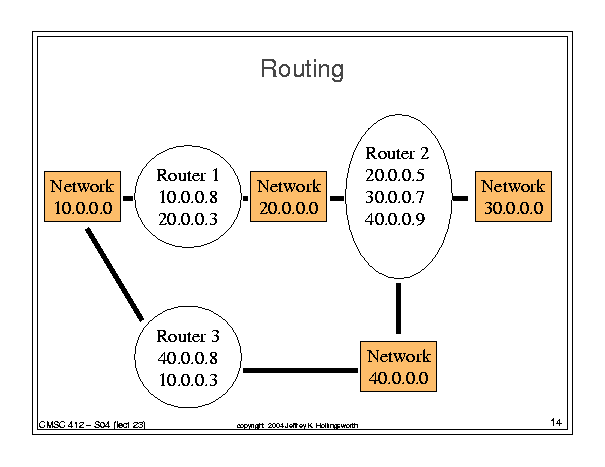 Routing
Network
10.0.0.0
Router 1
10.0.0.8
20.0.0.3
Network
20.0.0.0
Router 2
20.0.0.5
30.0.0.7
40.0.0.9
Network
30.0.0.0
Router 3
40.0.0.8
10.0.0.3
Network
40.0.0.0
CMSC 412 – S04 (lect 23)
copyright 2004 Jeffrey K. Hollingsworth
14